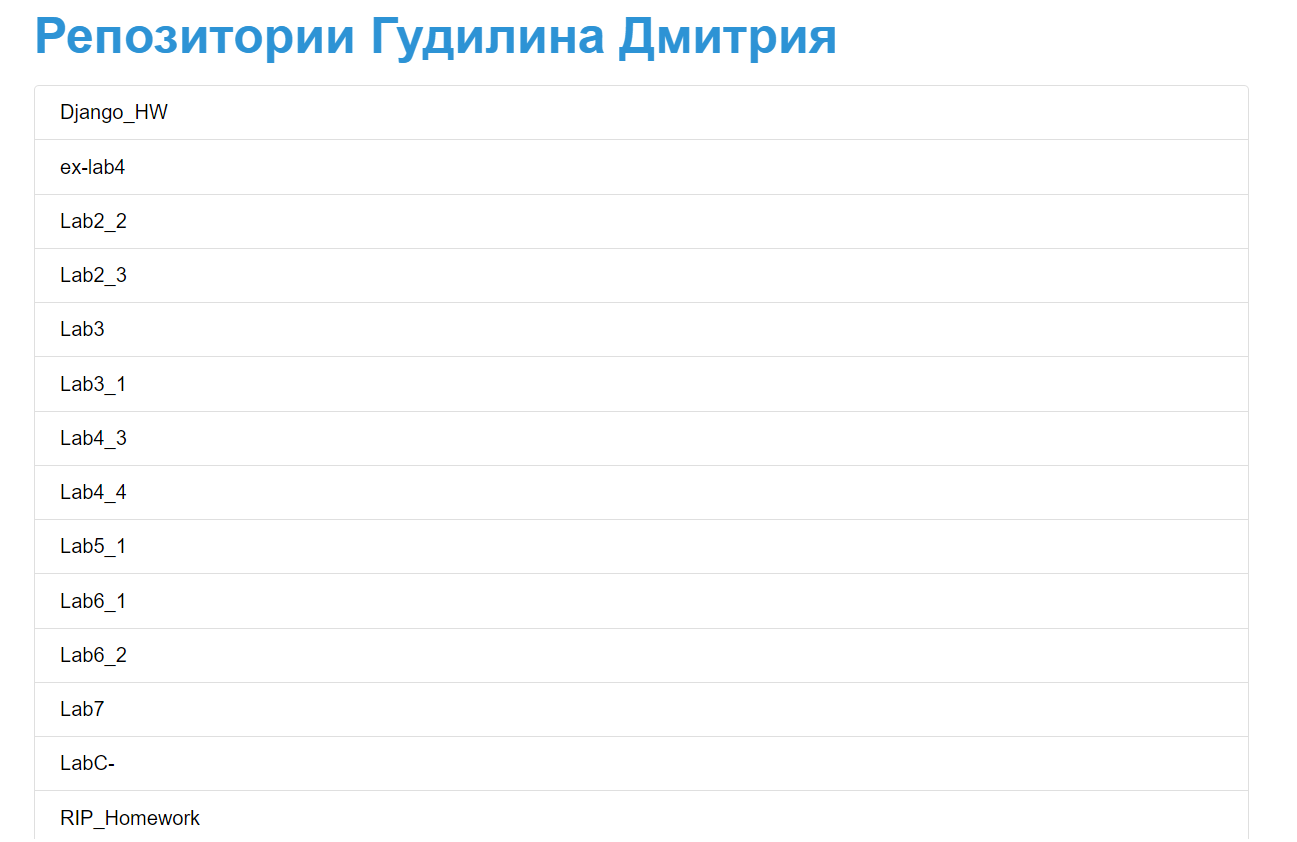 Репозитории Гудилина Дмитрия
Django_HW
ex-lab4
Lab2_2
Lab2_3
Lab3
Lab3_1
Lab4_3
Lab4_4
Lab5_1
Lab6_1
Lab6_2
Lab7
LabC-
RIP_Homework